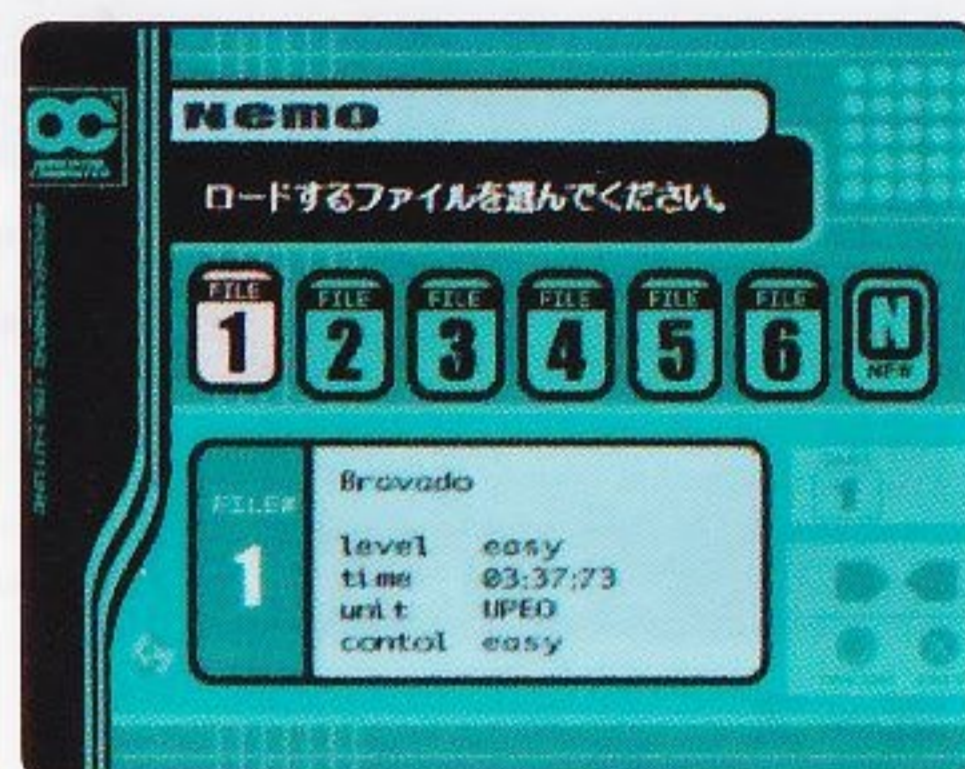 Nemo
ロードするファイルを選んでください。
FILE FILE FILE FILE FILE FILE
1 2 3 4 5 6 N
NEW
FILE#
1
Bravado
level easy
time 03:37:73
unit UPEO
contol easy
1